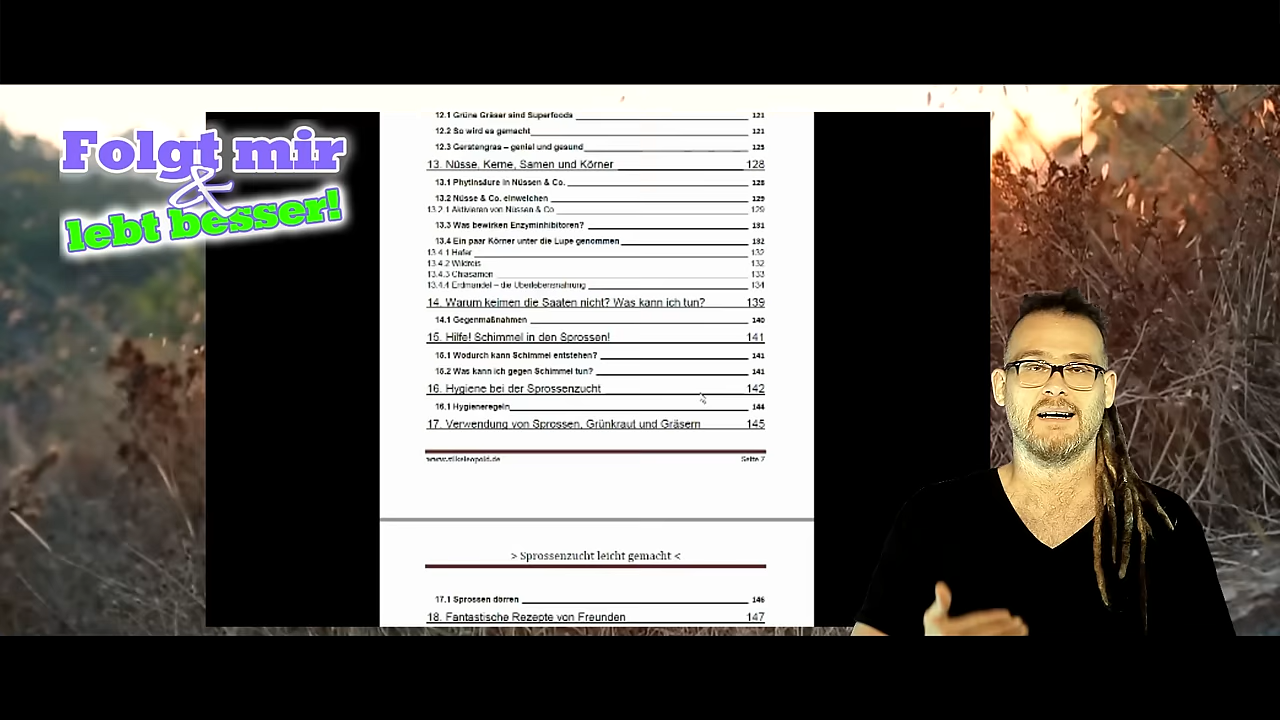 Folgt mir
&
lebt besser!
12.1 Grüne Gräser sind Superfoods 121
12.2 So wird es gemacht 121
12.3 Gerstengras – genial und gesund 125
13. Nüsse, Kerne, Samen und Körner 128
13.1 Phytinsäure in Nüssen & Co. 128
13.2 Nüsse & Co. einweichen 129
13.2.1 Aktivieren von Nüssen & Co 129
13.3 Was bewirken Enzyminhibitoren? 131
13.4 Ein paar Körner unter die Lupe genommen 132
13.4.1 Hafer 132
13.4.2 Wildreis 132
13.4.3 Chiasamen 133
13.4.4 Erdmandel – die Überlebensnahrung 134
14. Warum keimen die Saaten nicht? Was kann ich tun? 139
14.1 Gegenmaßnahmen 140
15. Hilfe! Schimmel in den Sprossen! 141
15.1 Wodurch kann Schimmel entstehen? 141
15.2 Was kann ich gegen Schimmel tun? 141
16. Hygiene bei der Sprossenzucht 142
16.1 Hygieneregeln 144
17. Verwendung von Sprossen, Grünkraut und Gräsern 145
www.silkeleopold.de Seite 7
> Sprossenzucht leicht gemacht <
17.1 Sprossen dörren 146
18. Fantastische Rezepte von Freunden 147